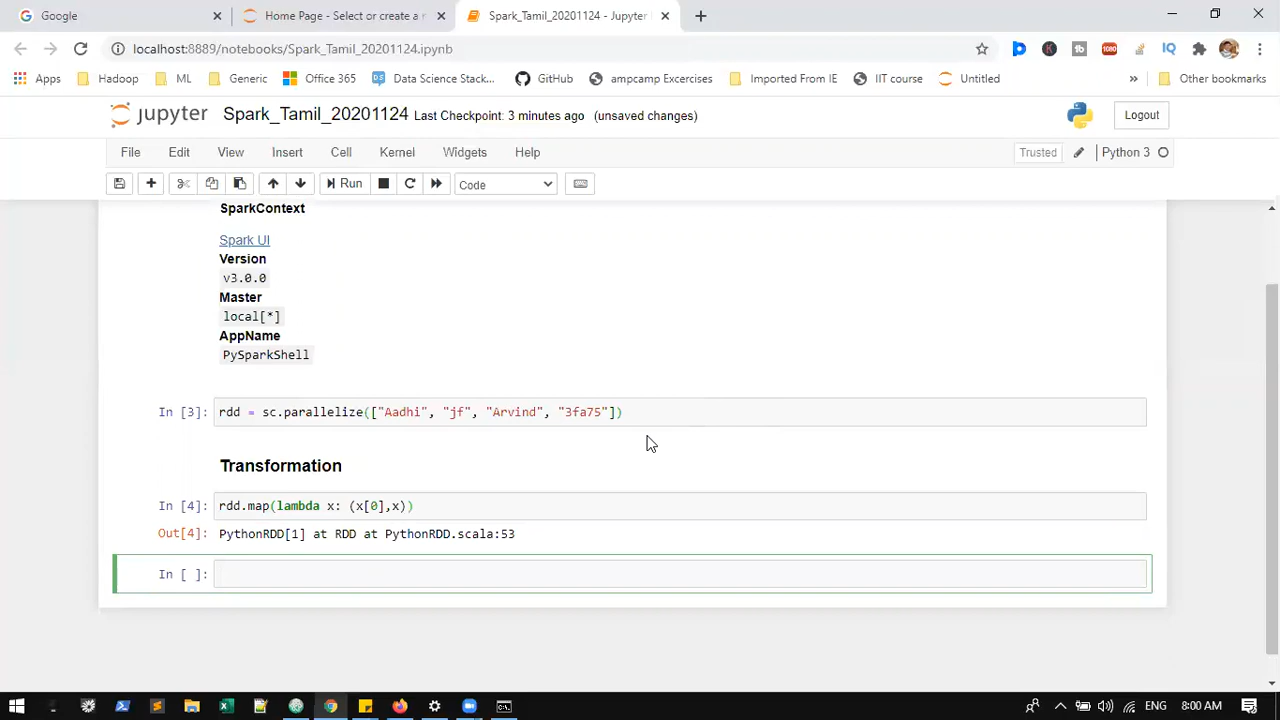 Google
Home Page - Select or create a n
Spark_Tamil_20201124 - Jupyter
localhost:8889/notebooks/Spark_Tamil_20201124.ipynb
Apps Hadoop ML Generic Office 365 Data Science Stack... GitHub ampcamp Excercises Imported From IE IIT course Untitled » Other bookmarks
jupyter Spark_Tamil_20201124 Last Checkpoint: 3 minutes ago (unsaved changes) Logout
File Edit View Insert Cell Kernel Widgets Help Trusted Python 3
Run Code
SparkContext
Spark UI
Version
v3.0.0
Master
local[*]
AppName
PySparkShell
In [3]: rdd = sc.parallelize(["Aadhi", "jf", "Arvind", "3fa75"])
Transformation
In [4]: rdd.map(lambda x: (x[0],x))
Out[4]: PythonRDD[1] at RDD at PythonRDD.scala:53
In [ ]:
ENG 8:00 AM